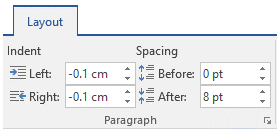 Layout
Indent Spacing
Left: -0.1 cm Before: 0 pt
Right: -0.1 cm After: 8 pt
Paragraph